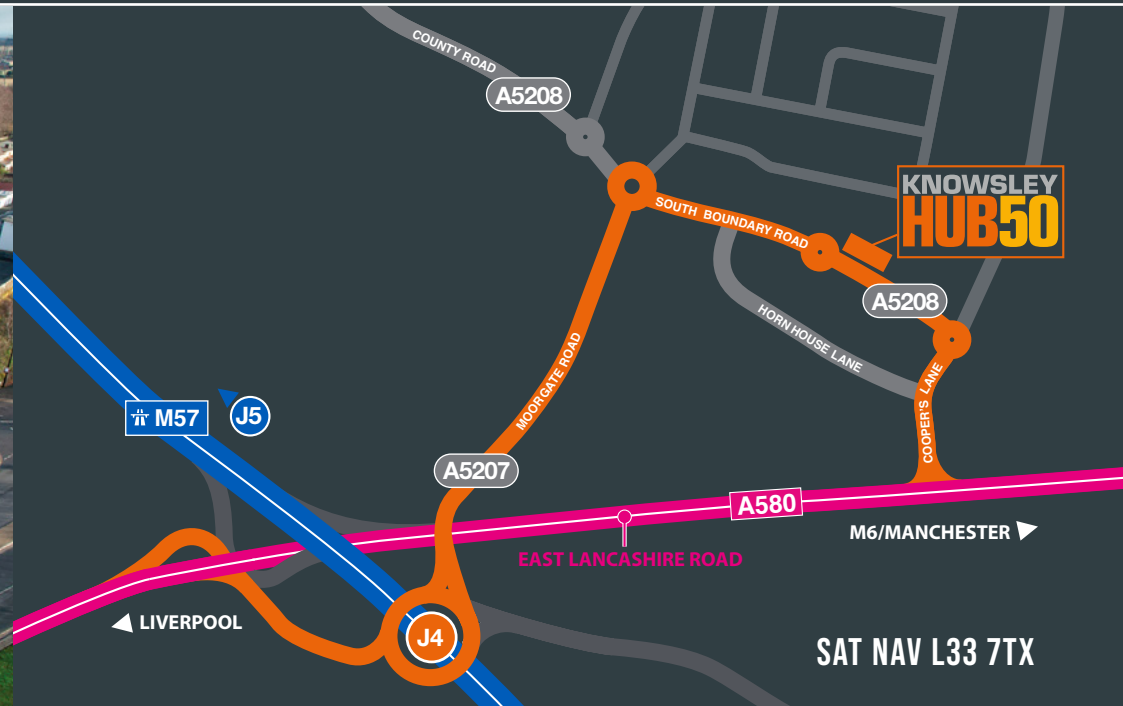 COUNTY ROAD
A5208
KNOWSLEY
HUB50
SOUTH BOUNDARY ROAD
A5208
HORN HOUSE LANE
MOORGATE ROAD
COOPER'S LANE
M57
J5
A5207
A580
M6/MANCHESTER
EAST LANCASHIRE ROAD
LIVERPOOL
J4
SAT NAV L33 7TX